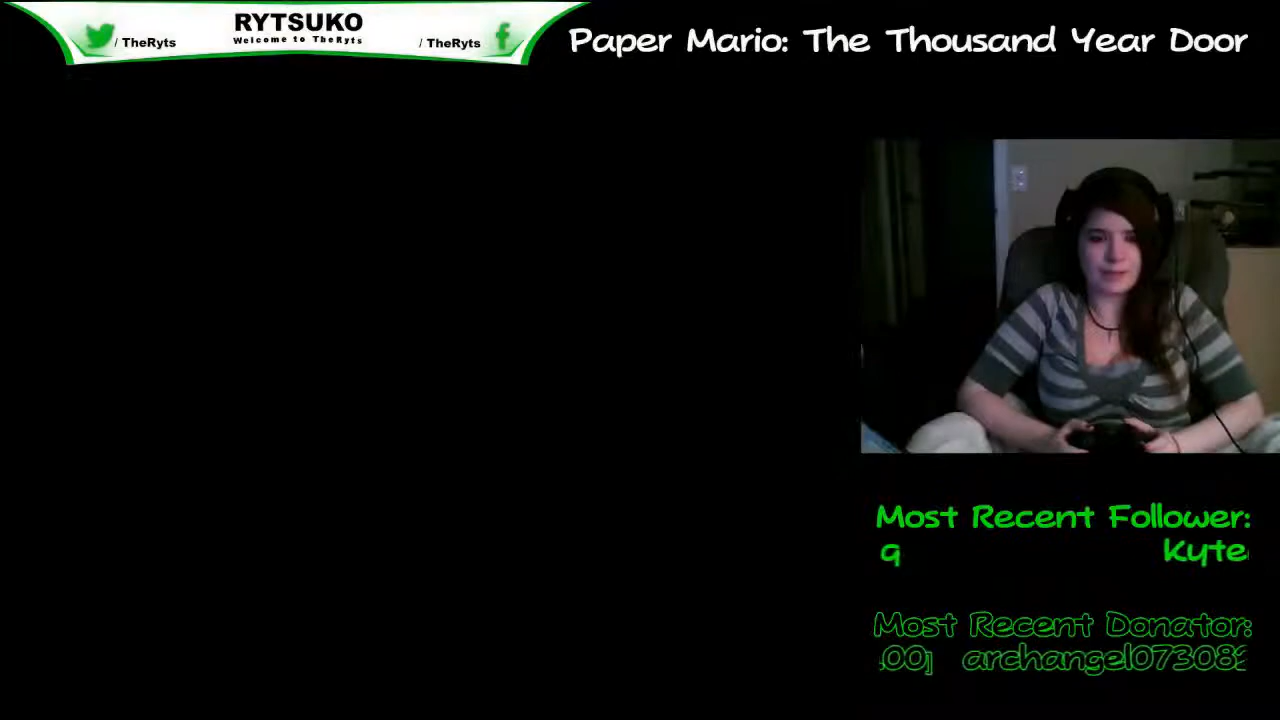 RYTSUKO
Welcome to TheRyts
/ TheRyts
/ TheRyts
Paper Mario: The Thousand Year Door
Most Recent Follower:
q Kyte
Most Recent Donator:
00] archangel07308